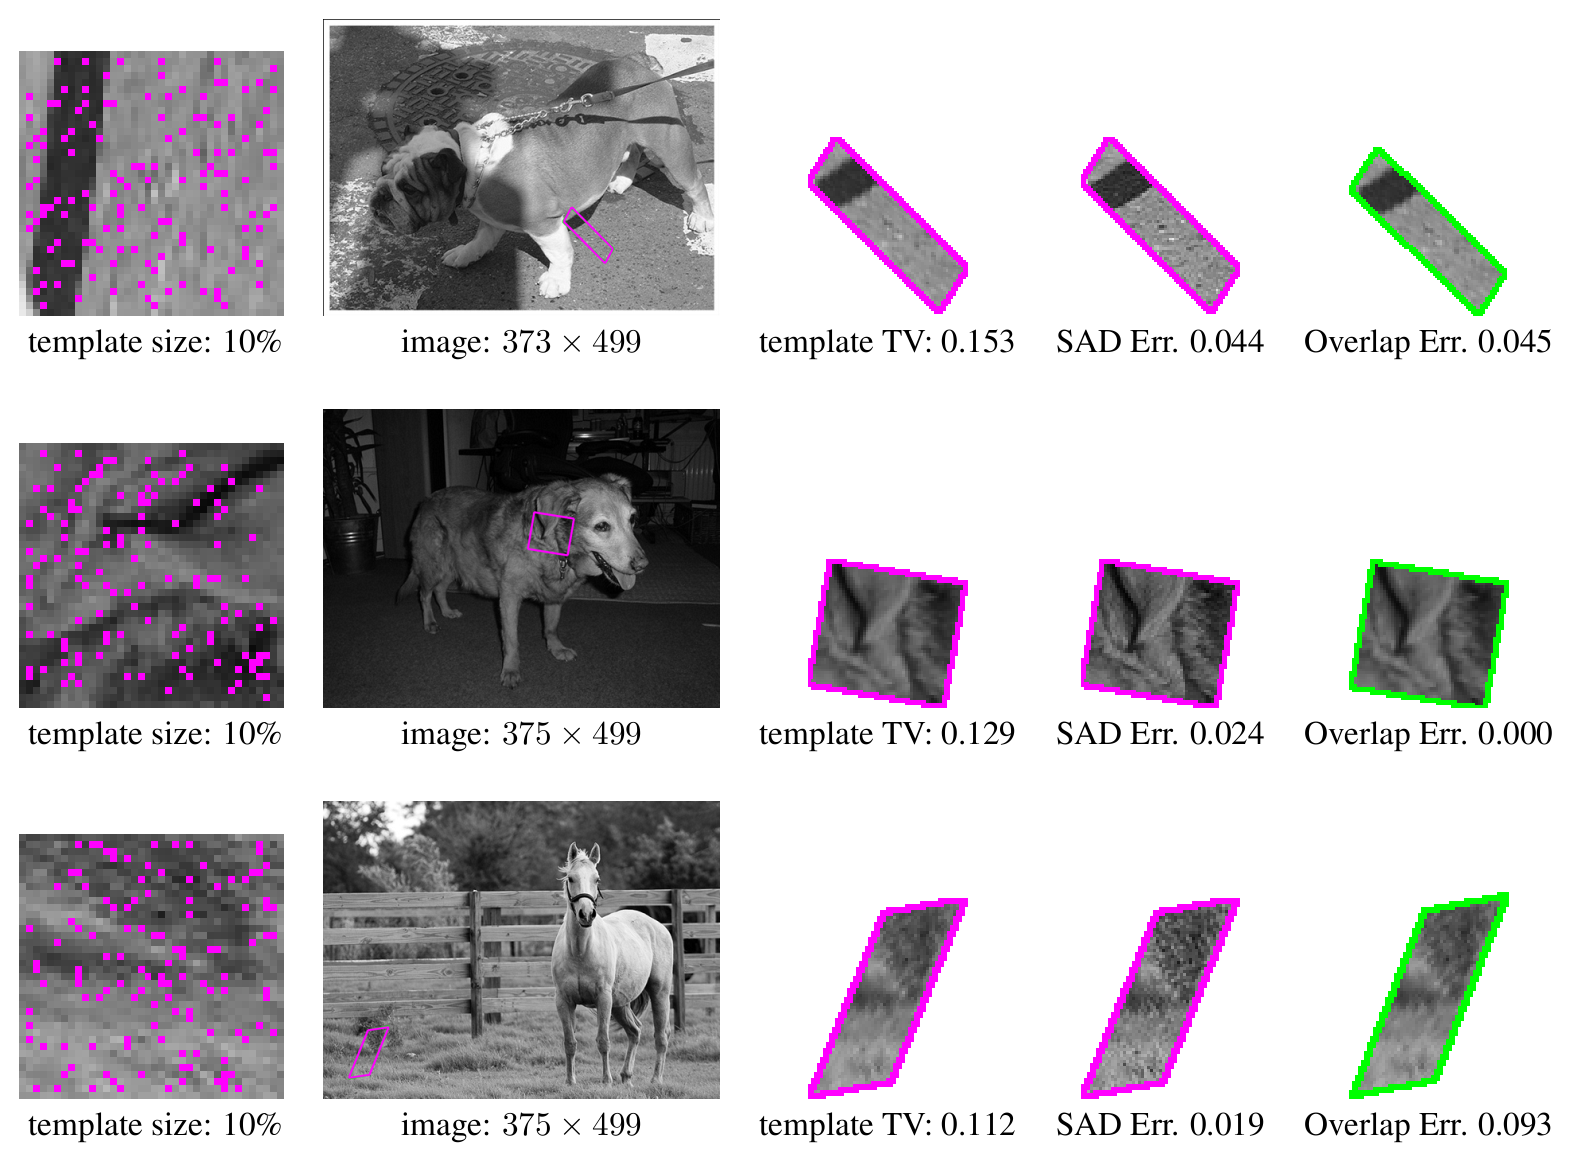 template size: 10%
image: 373 × 499
template TV: 0.153
SAD Err. 0.044
Overlap Err. 0.045
template size: 10%
image: 375 × 499
template TV: 0.129
SAD Err. 0.024
Overlap Err. 0.000
template size: 10%
image: 375 × 499
template TV: 0.112
SAD Err. 0.019
Overlap Err. 0.093